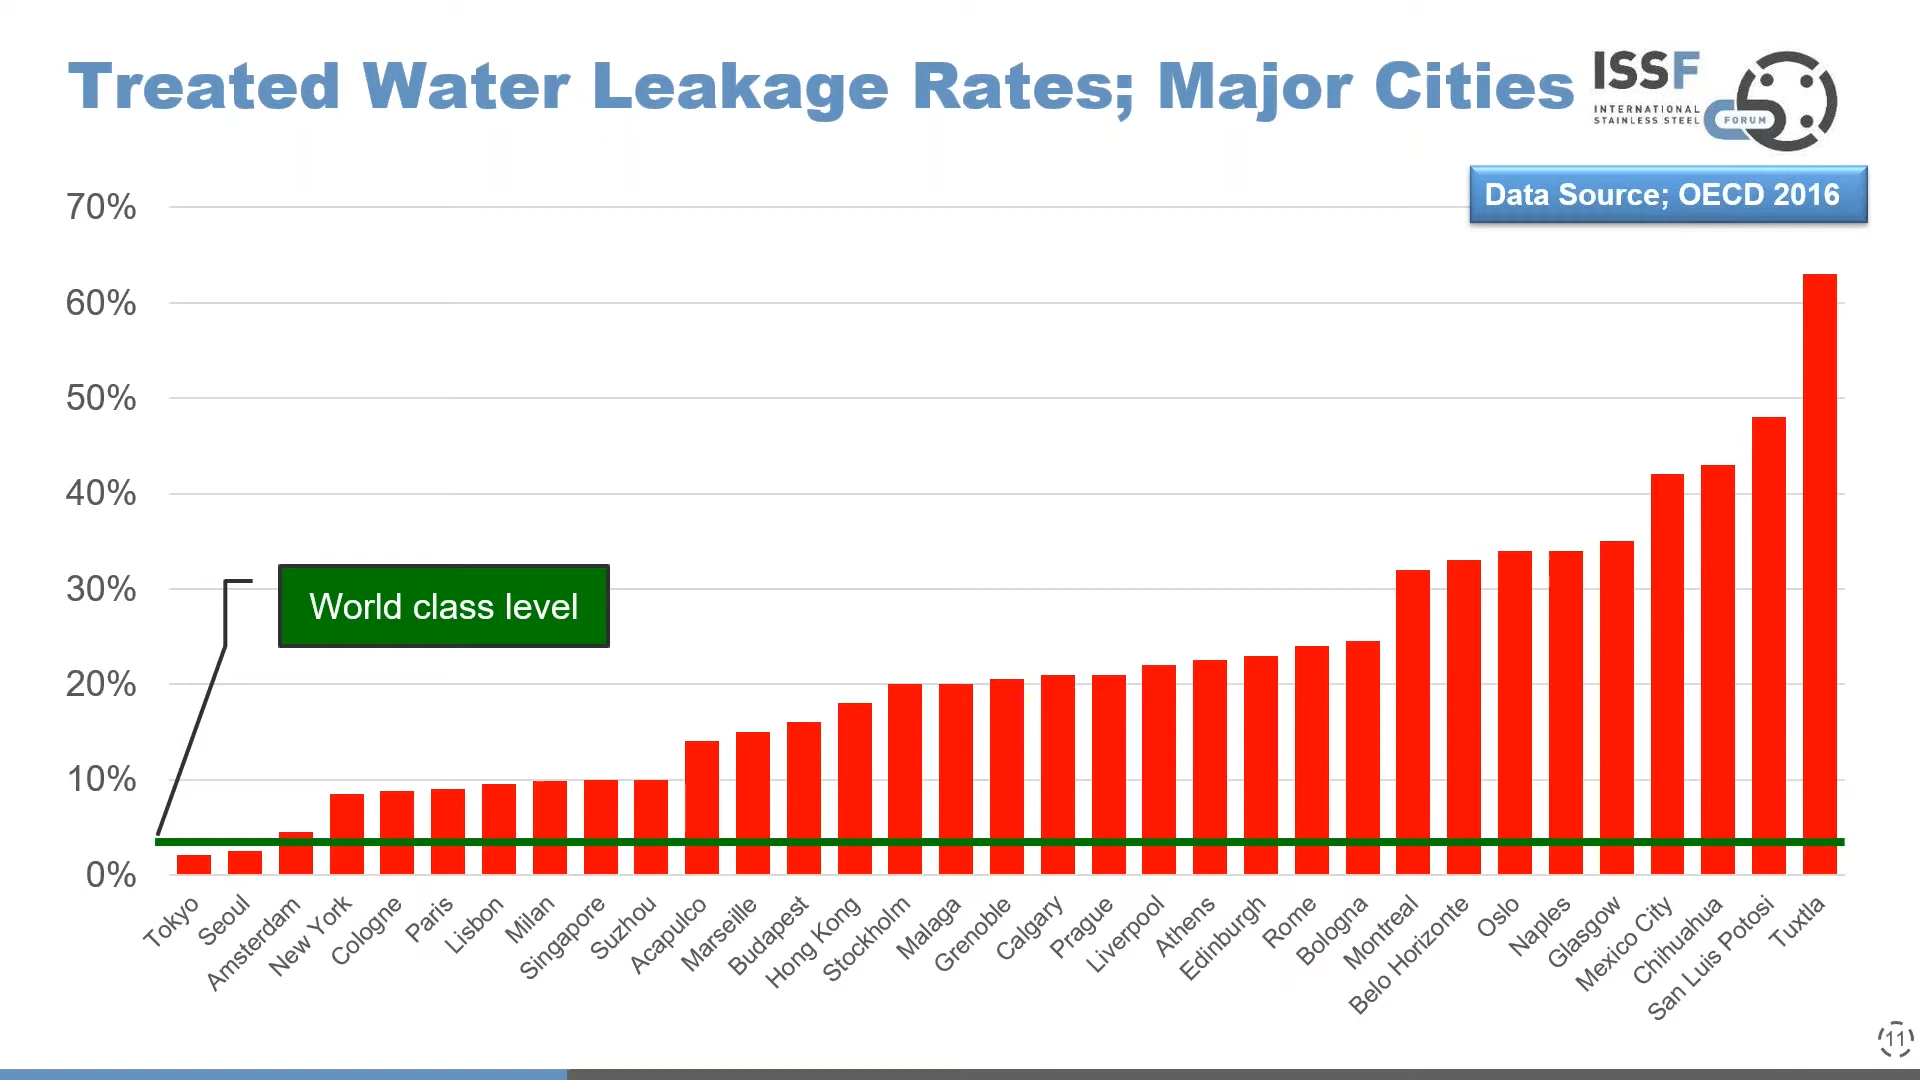 Treated Water Leakage Rates; Major Cities
ISSF
INTERNATIONAL
STAINLESS STEEL
FORUM
Data Source; OECD 2016
70%
60%
50%
40%
30%
20%
10%
0%
World class level
Tokyo
Seoul
Amsterdam
New York
Cologne
Paris
Lisbon
Milan
Singapore
Suzhou
Acapulco
Marseille
Budapest
Hong Kong
Stockholm
Malaga
Grenoble
Calgary
Prague
Liverpool
Athens
Edinburgh
Rome
Bologna
Montreal
Belo Horizonte
Oslo
Naples
Glasgow
Mexico City
Chihuahua
San Luis Potosi
Tuxtla
11